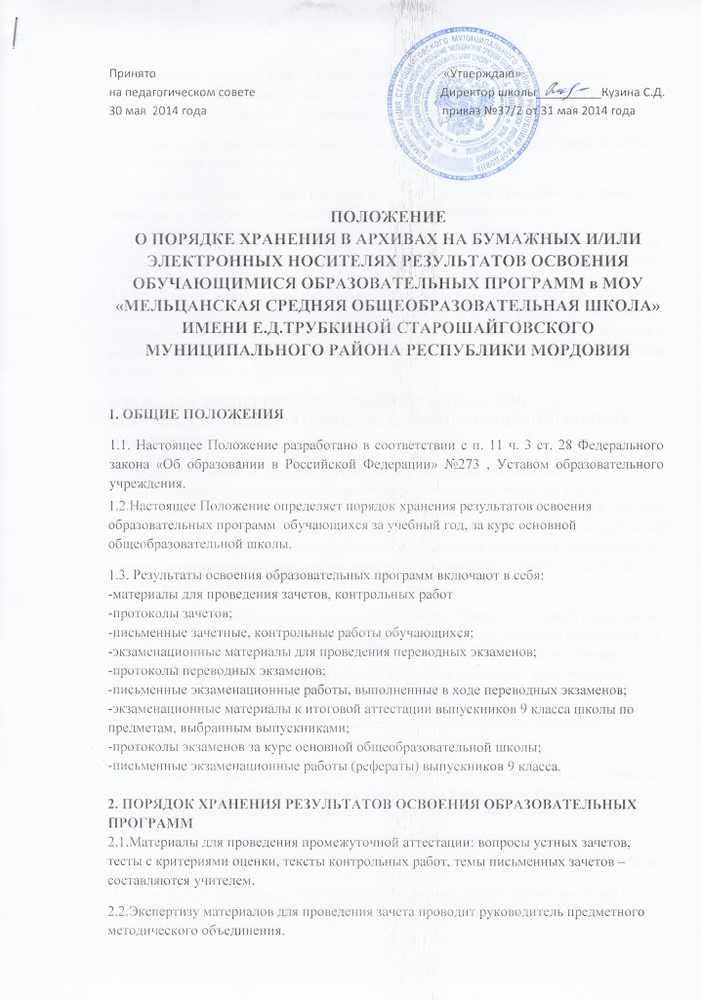 Принято «Утверждаю»
на педагогическом совете Директор школы Кузина С.Д.
30 мая 2014 года приказ №37/2 от 31 мая 2014 года
ПОЛОЖЕНИЕ
О ПОРЯДКЕ ХРАНЕНИЯ В АРХИВАХ НА БУМАЖНЫХ И/ИЛИ
ЭЛЕКТРОННЫХ НОСИТЕЛЯХ РЕЗУЛЬТАТОВ ОСВОЕНИЯ
ОБУЧАЮЩИМИСЯ ОБРАЗОВАТЕЛЬНЫХ ПРОГРАММ в МОУ
«МЕЛЬЦАНСКАЯ СРЕДНЯЯ ОБЩЕОБРАЗОВАТЕЛЬНАЯ ШКОЛА»
ИМЕНИ Е.Д.ТРУБКИНОЙ СТАРОШАЙГОВСКОГО
МУНИЦИПАЛЬНОГО РАЙОНА РЕСПУБЛИКИ МОРДОВИЯ
1. ОБЩИЕ ПОЛОЖЕНИЯ
1.1. Настоящее Положение разработано в соответствии с п. 11 ч. 3 ст. 28 Федерального
закона «Об образовании в Российской Федерации» №273 , Уставом образовательного
учреждения.
1.2.Настоящее Положение определяет порядок хранения результатов освоения
образовательных программ обучающихся за учебный год, за курс основной
общеобразовательной школы.
1.3. Результаты освоения образовательных программ включают в себя:
-материалы для проведения зачетов, контрольных работ
-протоколы зачетов;
-письменные зачетные, контрольные работы обучающихся;
-экзаменационные материалы для проведения переводных экзаменов;
-протоколы переводных экзаменов;
-письменные экзаменационные работы, выполненные в ходе переводных экзаменов;
-экзаменационные материалы к итоговой аттестации выпускников 9 класса школы по
предметам, выбранным выпускниками;
-протоколы экзаменов за курс основной общеобразовательной школы;
-письменные экзаменационные работы (рефераты) выпускников 9 класса.
2. ПОРЯДОК ХРАНЕНИЯ РЕЗУЛЬТАТОВ ОСВОЕНИЯ ОБРАЗОВАТЕЛЬНЫХ
ПРОГРАММ
2.1.Материалы для проведения промежуточной аттестации: вопросы устных зачетов,
тесты с критериями оценки, тексты контрольных работ, темы письменных зачетов –
составляются учителем.
2.2.Экспертизу материалов для проведения зачета проводит руководитель предметного
методического объединения.